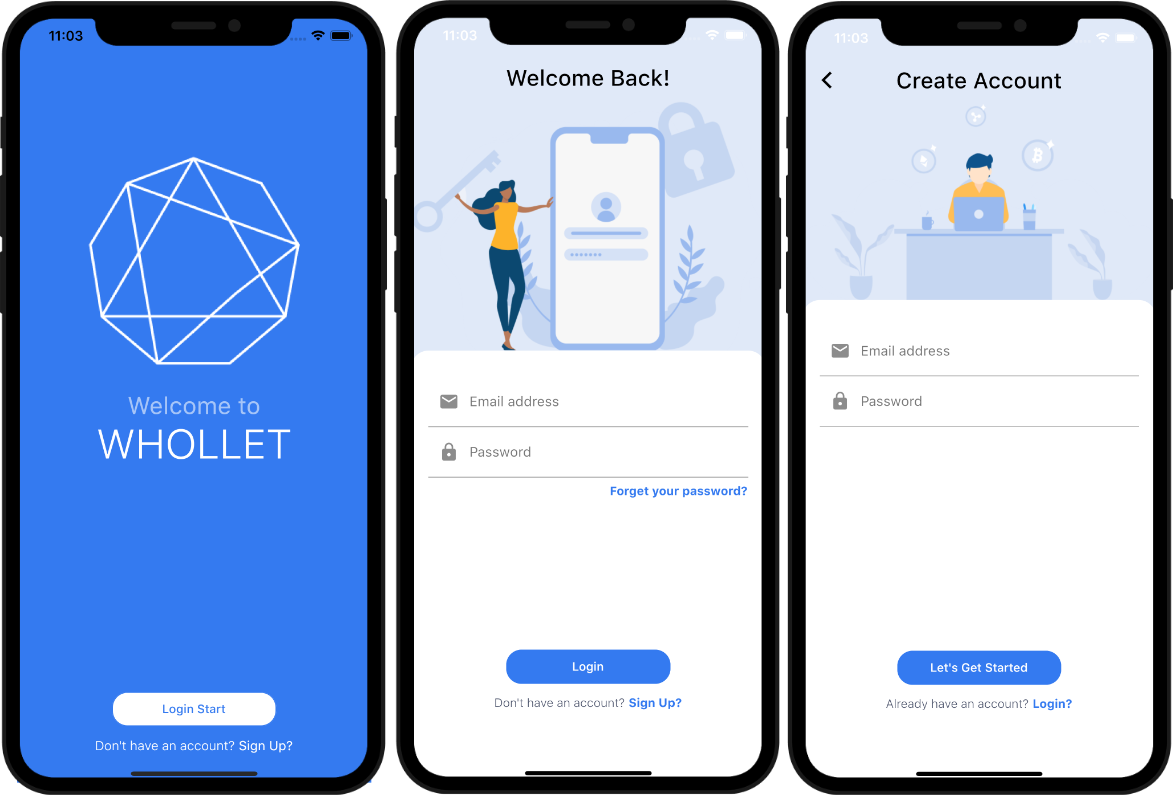 11:03
Welcome to
WHOLLET
Login Start
Don't have an account? Sign Up?
11:03
Welcome Back!
Email address
Password
Forget your password?
Login
Don't have an account? Sign Up?
11:03
Create Account
Email address
Password
Let's Get Started
Already have an account? Login?